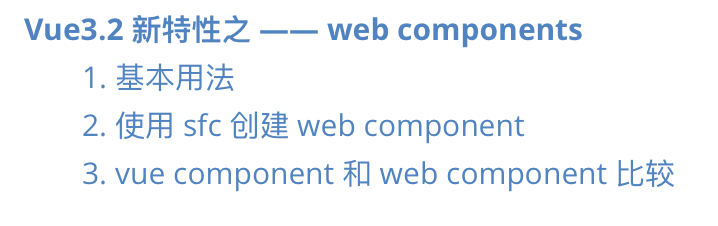 Vue3.2 新特性之 —— web components
1. 基本用法
2. 使用 sfc 创建 web component
3. vue component 和 web component 比较